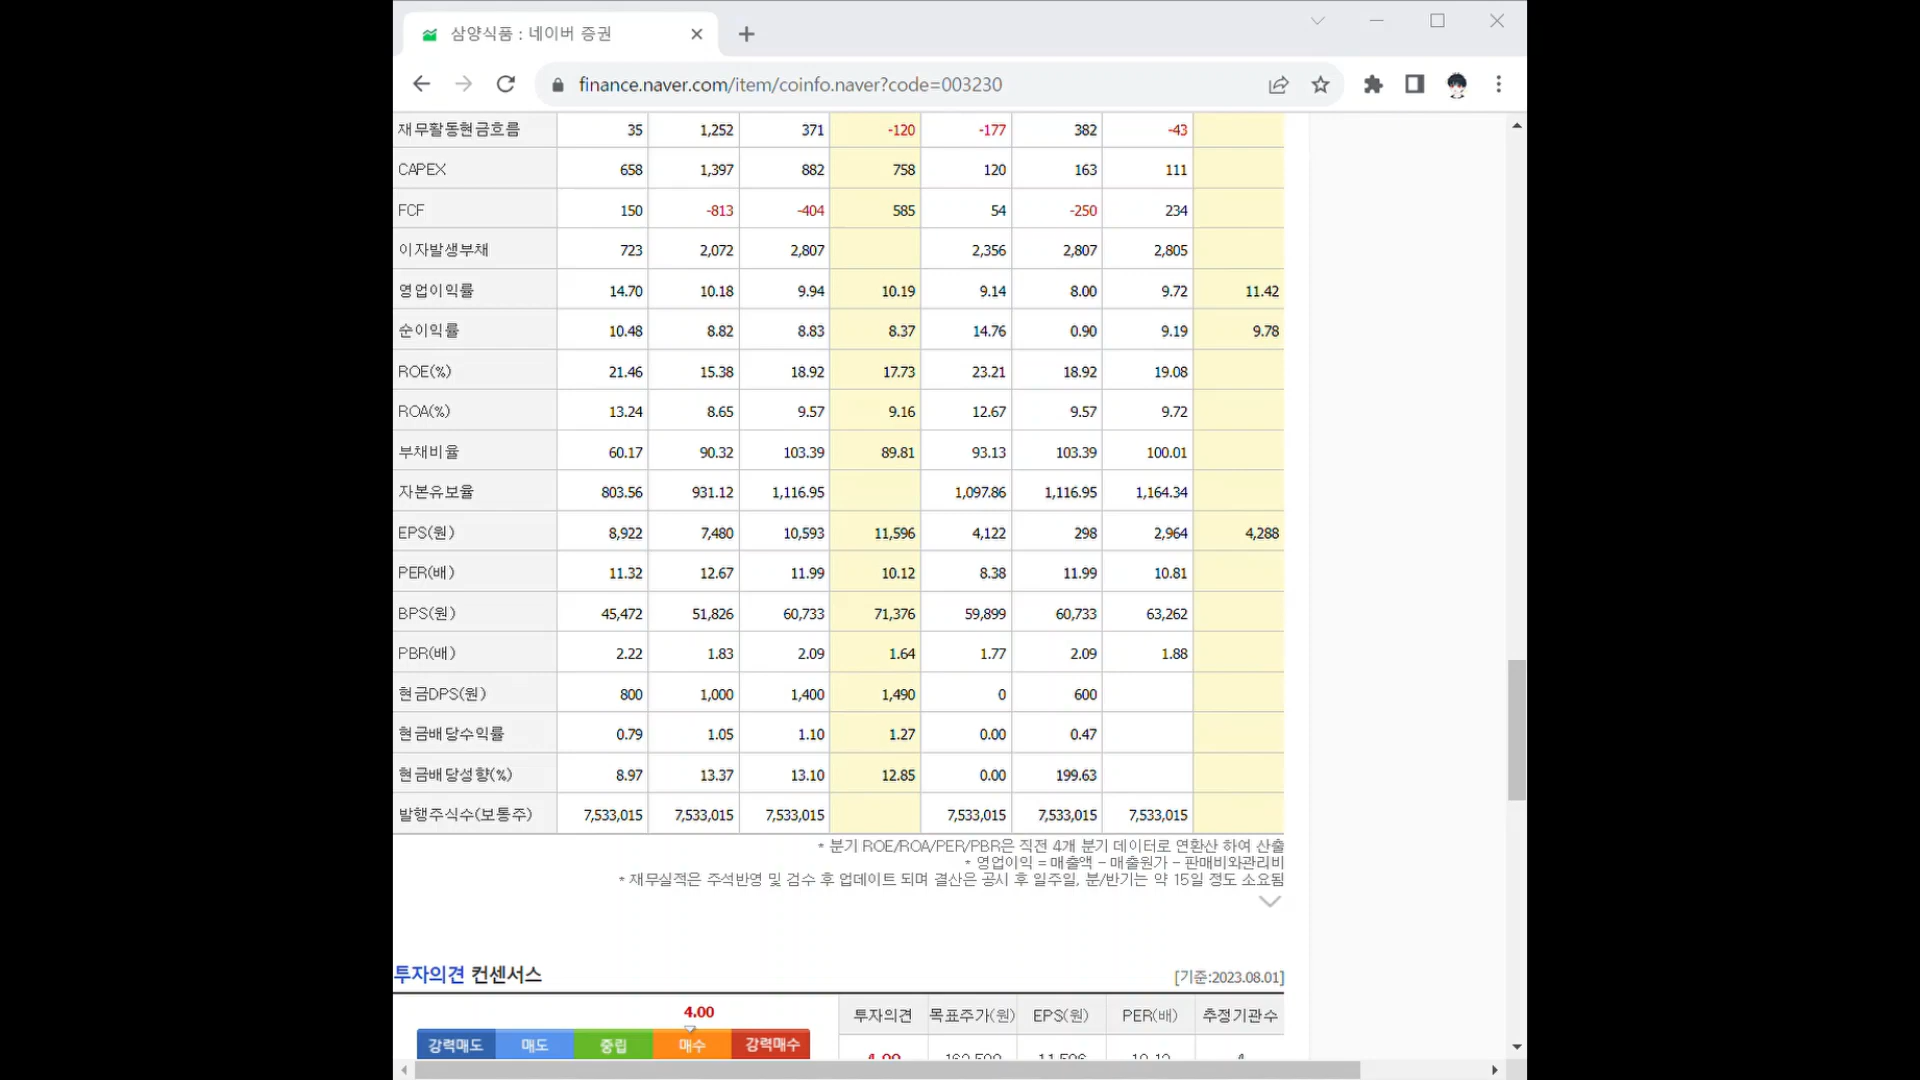 삼양식품 : 네이버 증권
finance.naver.com/item/coinfo.naver?code=003230
재무활동현금흐름 35 1,252 371 -120 -177 382 -43
CAPEX 658 1,397 882 758 120 163 111
FCF 150 -813 -404 585 54 -250 234
이자발생부채 723 2,072 2,807 2,356 2,807 2,805
영업이익률 14.70 10.18 9.94 10.19 9.14 8.00 9.72 11.42
순이익률 10.48 8.82 8.83 8.37 14.76 0.90 9.19 9.78
ROE(%) 21.46 15.38 18.92 17.73 23.21 18.92 19.08
ROA(%) 13.24 8.65 9.57 9.16 12.67 9.57 9.72
부채비율 60.17 90.32 103.39 89.81 93.13 103.39 100.01
자본유보율 803.56 931.12 1,116.95 1,097.86 1,116.95 1,164.34
EPS(원) 8,922 7,480 10,593 11,596 4,122 298 2,964 4,288
PER(배) 11.32 12.67 11.99 10.12 8.38 11.99 10.81
BPS(원) 45,472 51,826 60,733 71,376 59,899 60,733 63,262
PBR(배) 2.22 1.83 2.09 1.64 1.77 2.09 1.88
현금DPS(원) 800 1,000 1,400 1,490 0 600
현금배당수익률 0.79 1.05 1.10 1.27 0.00 0.47
현금배당성향(%) 8.97 13.37 13.10 12.85 0.00 199.63
발행주식수(보통주) 7,533,015 7,533,015 7,533,015 7,533,015 7,533,015 7,533,015
* 분기 ROE/ROA/PER/PBR은 직전 4개 분기 데이터로 연환산 하여 산출
* 영업이익 = 매출액 - 매출원가 - 판매비와관리비
* 재무실적은 주석반영 및 검수 후 업데이트 되며 결산은 공시 후 일주일, 분/반기는 약 15일 정도 소요됨
투자의견 컨센서스 [기준:2023.08.01]
4.00
강력매도 매도 중립 매수 강력매수
투자의견 목표주가(원) EPS(원) PER(배) 추정기관수